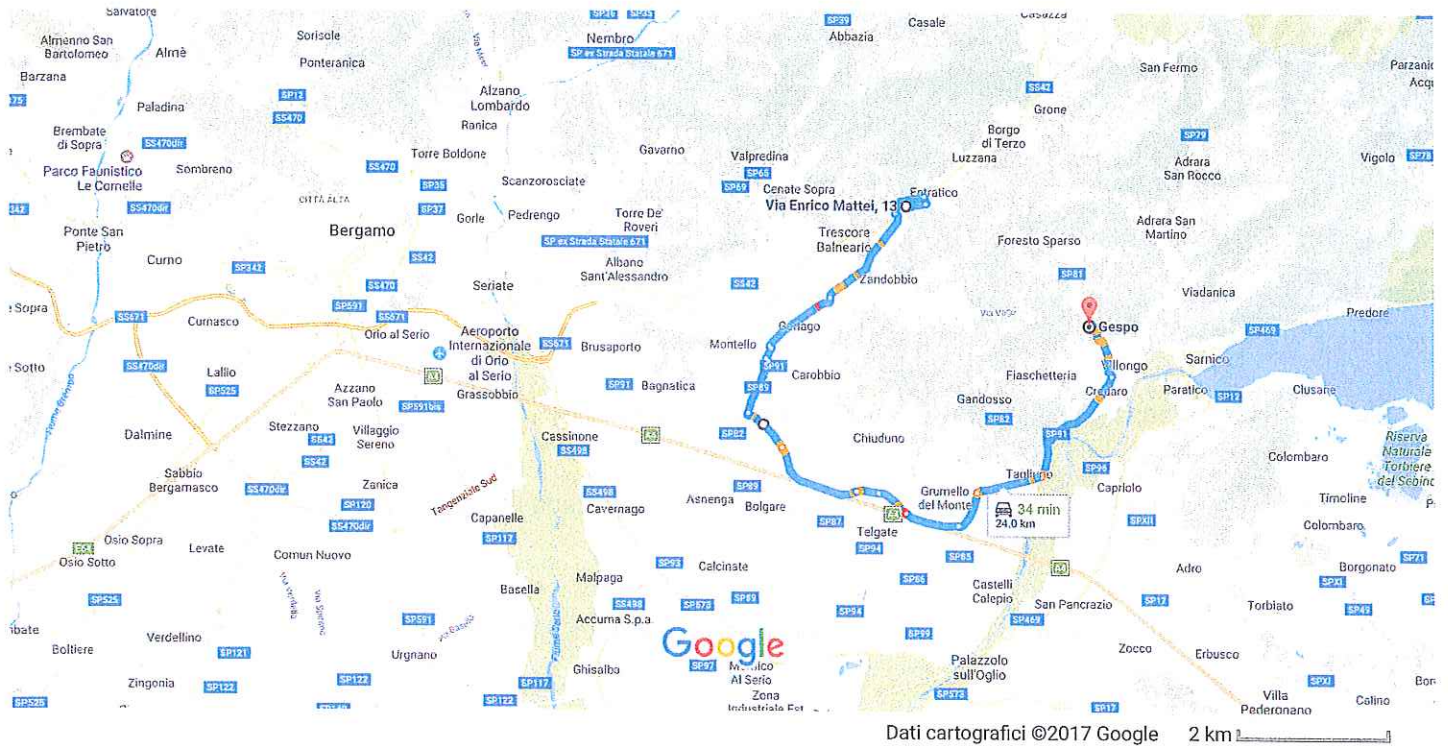 Salvatore
Almenno San
Bartolomeo
Almè
Sorisole
Ponteranica
Nembro
SP ex Strada Statale 671
SP39
Abbazia
Casale
Casazza
Barzana
Paladina
SP12
SS470
Alzano
Lombardo
Ranica
San Fermo
SS42
Grone
Brembate
di Sopra
SS470dir
Parco Faunistico
Le Cornelle
Sombreno
SS470
Torre Boldone
Gavarno
Valpredina
SP65
SP69
Luzzana
Borgo
di Terzo
SP79
Adrara
San Rocco
Vigolo
SS470dir
CITTÀ ALTA
SP35
SP37
Scanzorosciate
Cenate Sopra
Entratico
Via Enrico Mattei, 13
Ponte San
Pietro
Bergamo
Gorle
Pedrengo
Torre De'
Roveri
SP ex Strada Statale 671
Trescore
Balneario
Adrara San
Martino
Foresto Sparso
Curno
SP342
SS42
SS470
Seriate
Albano
Sant'Alessandro
SS42
Zandobbio
SP81
Viadanica
Predore
SS671
Curnasco
SP591
SS671
Orio al Serio
Aeroporto
Internazionale
di Orio
al Serio
SS671
Brusaporto
Montello
Gorlago
Gespo
SP469
Sarnico
SS470dir
Lallio
SP525
Azzano
San Paolo
SP591bis
Grassobbio
SP91
Bagnatica
SP91
SP89
Carobbio
Fiaschetteria
Villongo
Credaro
Paratico
SP12
Clusane
Gandosso
SP82
Dalmine
Stezzano
SS42
SS42
Villaggio
Sereno
Cassinone
SS498
SP82
Chiuduno
SP91
Riserva
Naturale
Torbiere
del Sebino
Colombaro
Sabbio
Bergamasco
SS470dir
Zanica
SP120
SS470dir
Tangenziale Sud
SS498
Cavernago
SP89
Asnenga
Bolgare
Grumello
del Monte
Tagliuno
SP96
Capriolo
Timoline
Colombaro
34 min
24,0 km
Osio Sopra
Osio Sotto
Levate
Comun Nuovo
Capanelle
SP117
SP87
Telgate
SP94
SPXII
SP85
A4
SP71
Basella
Malpaga
SP93
Calcinate
SP86
Castelli
Calepio
San Pancrazio
Adro
SPXI
Borgonato
SP525
SP591
SS498
Accuma S.p.a.
SP89
SP94
SP469
SP12
Torbiato
SP49
Boltiere
Verdellino
SP121
Urgnano
Ghisalba
Google
SP97
Al Serio
Zona
Industriale Est
SP99
Palazzolo
sull'Oglio
Zocco
Erbusco
Zingonia
SP122
SP122
SP117
SP122
SP573
SP17
Villa
Pedergnano
SPXI
Calino
SP525
Dati cartografici ©2017 Google
2 km